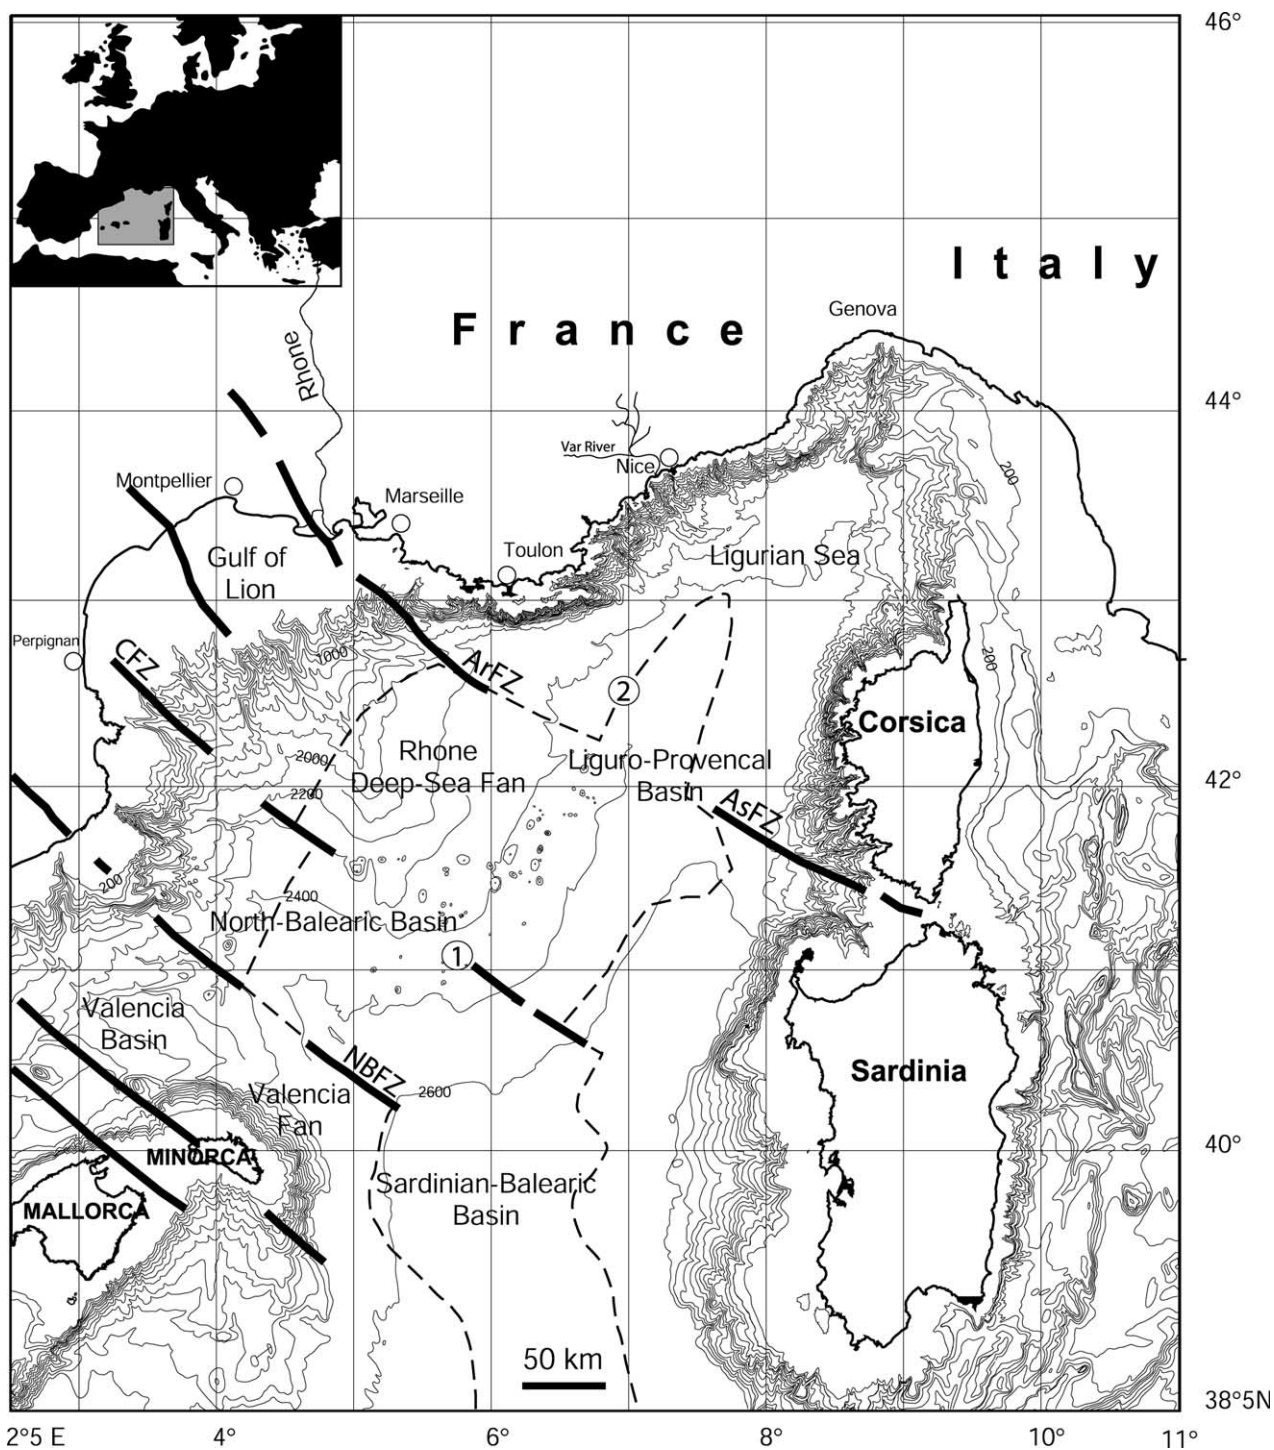 46°
Italy
Genova
France
Rhone
44°
Var River
Nice
200
Montpellier
Marseille
Toulon
Ligurian Sea
Gulf of
Lion
Perpignan
1000
200
CFZ
ArFZ
2
Corsica
Rhone
Deep-Sea Fan
2000
Liguro-Provencal
Basin
42°
2200
AsFZ
200
2400
North-Balearic Basin
1
Valencia
Basin
NBFZ
Sardinia
2600
Valencia
Fan
40°
MINORCA
Sardinian-Balearic
Basin
MALLORCA
50 km
38°5N
2°5 E
4°
6°
8°
10°
11°